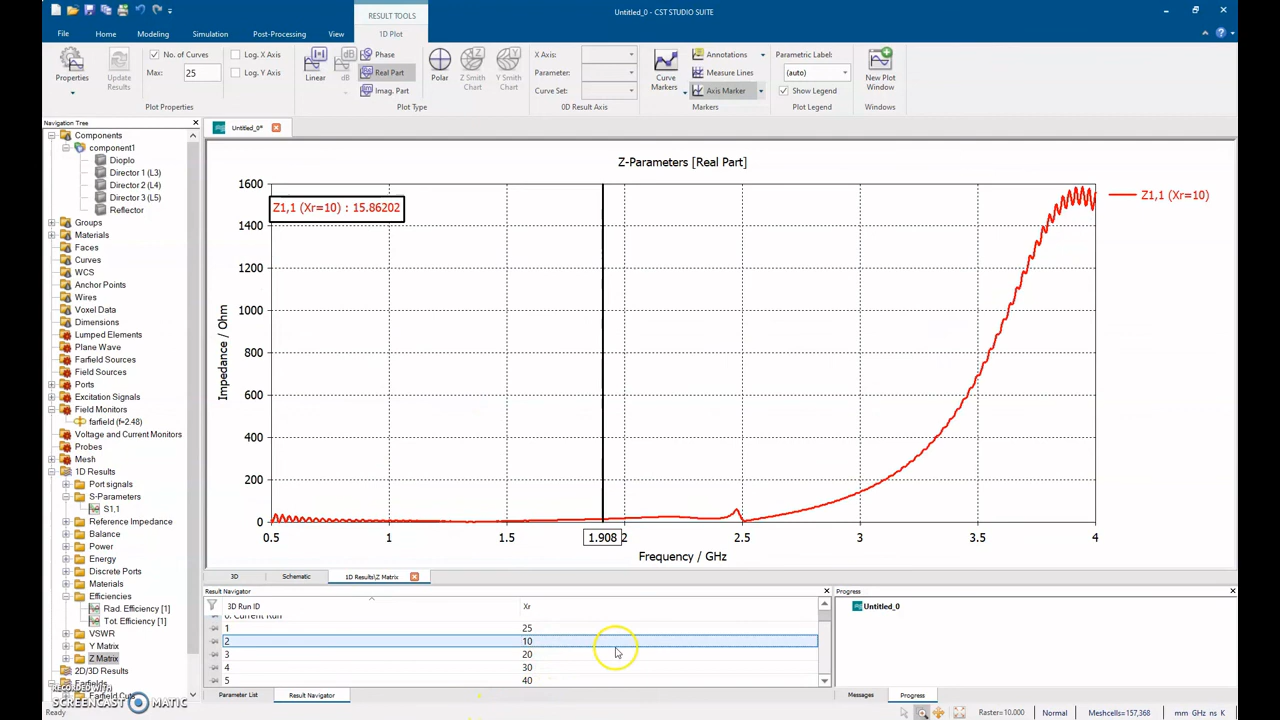 Untitled_0 - CST STUDIO SUITE
RESULT TOOLS
File
Home
Modeling
Simulation
Post-Processing
View
1D Plot
Properties
Update Results
No. of Curves
Max: 25
Log. X Axis
Log. Y Axis
Plot Properties
Linear
dB
Phase
Real Part
Imag. Part
Polar
Z Smith Chart
Y Smith Chart
Plot Type
X Axis:
Parameter:
Curve Set:
0D Result Axis
Curve Markers
Annotations
Measure Lines
Axis Marker
Markers
Parametric Label:
(auto)
Show Legend
Plot Legend
New Plot Window
Windows
Navigation Tree
Components
component1
Dioplo
Director 1 (L3)
Director 2 (L4)
Director 3 (L5)
Reflector
Groups
Materials
Faces
Curves
WCS
Anchor Points
Wires
Voxel Data
Dimensions
Lumped Elements
Plane Wave
Farfield Sources
Field Sources
Ports
Excitation Signals
Field Monitors
farfield (f=2.48)
Voltage and Current Monitors
Probes
Mesh
1D Results
Port signals
S-Parameters
S1,1
Reference Impedance
Balance
Power
Energy
Discrete Ports
Materials
Efficiencies
Rad. Efficiency [1]
Tot. Efficiency [1]
VSWR
Y Matrix
Z Matrix
2D/3D Results
Farfields
Farfield Cuts
RECORDED WITH
SCREENCAST MATIC
Ready
Untitled_0*
Z-Parameters [Real Part]
Z1,1 (Xr=10) : 15.86202
Z1,1 (Xr=10)
1600
1400
1200
1000
800
600
400
200
0
Impedance / Ohm
0.5 1 1.5 1.908 2 2.5 3 3.5 4
Frequency / GHz
3D
Schematic
1D Results\Z Matrix
Result Navigator
3D Run ID Xr
0: Current Run
1 25
2 10
3 20
4 30
5 40
Parameter List
Result Navigator
Progress
Untitled_0
Messages
Progress
Raster=10.000
Normal
Meshcells=157,368
mm GHz ns K